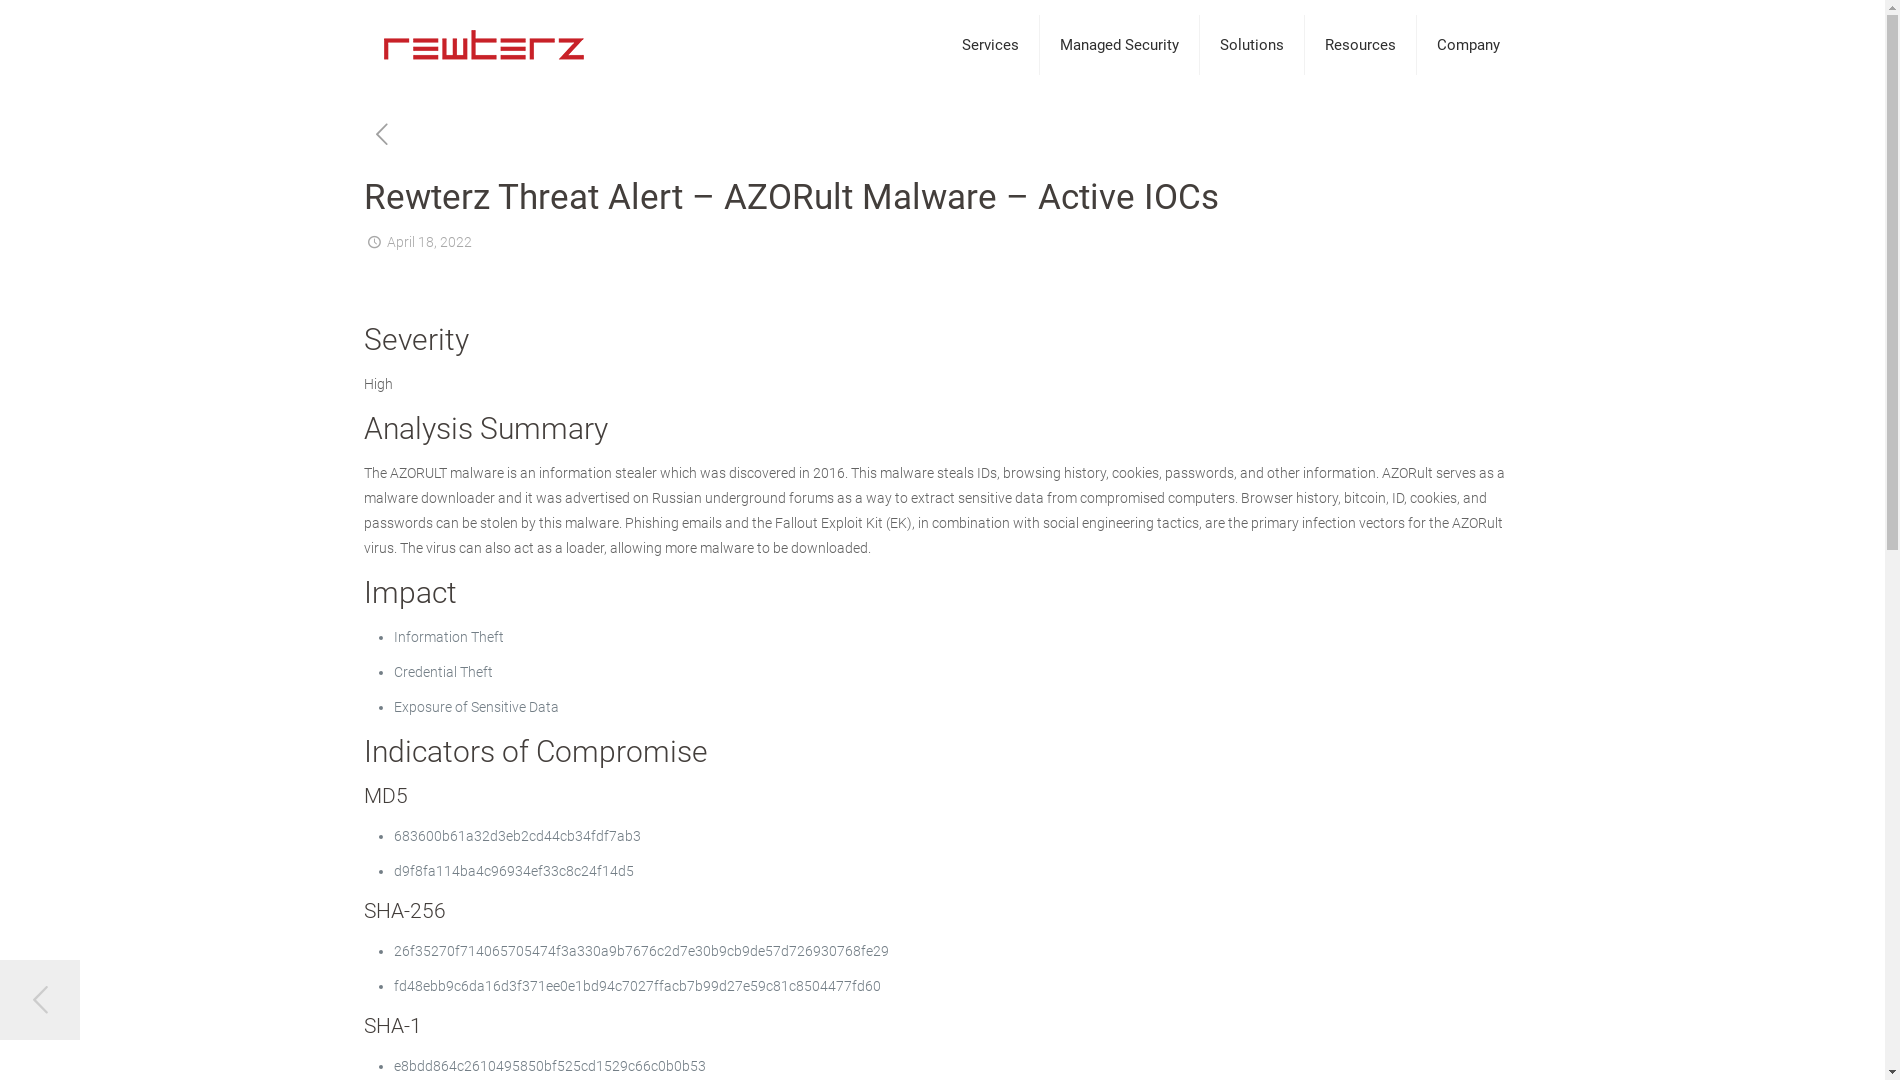 rewterz
Services
Managed Security
Solutions
Resources
Company
Rewterz Threat Alert – AZORult Malware – Active IOCs
April 18, 2022
Severity
High
Analysis Summary
The AZORULT malware is an information stealer which was discovered in 2016. This malware steals IDs, browsing history, cookies, passwords, and other information. AZORult serves as a
malware downloader and it was advertised on Russian underground forums as a way to extract sensitive data from compromised computers. Browser history, bitcoin, ID, cookies, and
passwords can be stolen by this malware. Phishing emails and the Fallout Exploit Kit (EK), in combination with social engineering tactics, are the primary infection vectors for the AZORult
virus. The virus can also act as a loader, allowing more malware to be downloaded.
Impact
Information Theft
Credential Theft
Exposure of Sensitive Data
Indicators of Compromise
MD5
683600b61a32d3eb2cd44cb34fdf7ab3
d9f8fa114ba4c96934ef33c8c24f14d5
SHA-256
26f35270f714065705474f3a330a9b7676c2d7e30b9cb9de57d726930768fe29
fd48ebb9c6da16d3f371ee0e1bd94c7027ffacb7b99d27e59c81c8504477fd60
SHA-1
e8bdd864c2610495850bf525cd1529c66c0b0b53